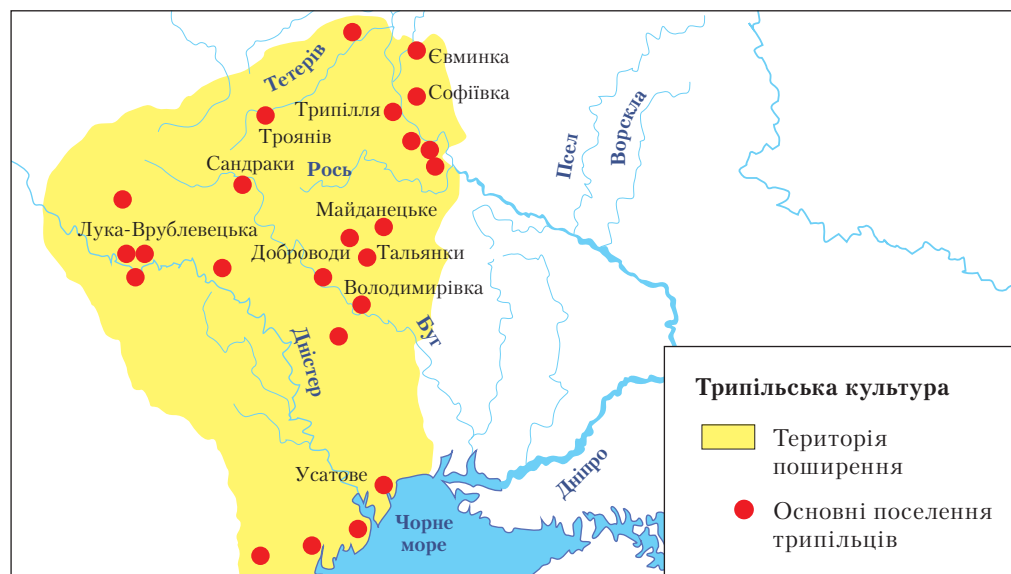 Тетерів
Євминка
Софіївка
Трипілля
Троянів
Псел
Ворскла
Сандраки
Рось
Майданецьке
Лука-Врублевецька
Доброводи
Тальянки
Володимирівка
Буг
Дністер
Усатове
Дніпро
Чорне
море
Трипільська культура
Територія
поширення
Основні поселення
трипільців